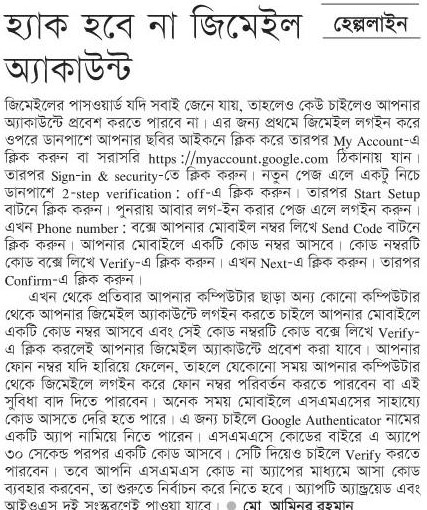 হ্যাক হবে না জিমেইল
অ্যাকাউন্ট
হেল্পলাইন
জিমেইলের পাসওয়ার্ড যদি সবাই জেনে যায়, তাহলেও কেউ চাইলেও আপনার
অ্যাকাউন্টে প্রবেশ করতে পারবে না। এর জন্য প্রথমে জিমেইল লগইন করে
ওপরে ডানপাশে আপনার ছবির আইকনে ক্লিক করে তারপর My Account-এ
ক্লিক করুন বা সরাসরি https://myaccount.google.com ঠিকানায় যান।
তারপর Sign-in & security-তে ক্লিক করুন। নতুন পেজ এলে একটু নিচে
ডানপাশে 2-step verification : off-এ ক্লিক করুন। তারপর Start Setup
বাটনে ক্লিক করুন। পুনরায় আবার লগ-ইন করার পেজ এলে লগইন করুন।
এখন Phone number : বক্সে আপনার মোবাইল নম্বর লিখে Send Code বাটনে
ক্লিক করুন। আপনার মোবাইলে একটি কোড নম্বর আসবে। কোড নম্বরটি
কোড বক্সে লিখে Verify-এ ক্লিক করুন। এখন Next-এ ক্লিক করুন। তারপর
Confirm-এ ক্লিক করুন।
এখন থেকে প্রতিবার আপনার কম্পিউটার ছাড়া অন্য কোনো কম্পিউটার
থেকে আপনার জিমেইল অ্যাকাউন্টে লগইন করতে চাইলে আপনার মোবাইলে
একটি কোড নম্বর আসবে এবং সেই কোড নম্বরটি কোড বক্সে লিখে Verify-
এ ক্লিক করলেই আপনার জিমেইল অ্যাকাউন্টে প্রবেশ করা যাবে। আপনার
ফোন নম্বর যদি হারিয়ে ফেলেন, তাহলে যেকোনো সময় আপনার কম্পিউটার
থেকে জিমেইলে লগইন করে ফোন নম্বর পরিবর্তন করতে পারবেন বা এই
সুবিধা বাদ দিতে পারবেন। অনেক সময় মোবাইলে এসএমএসের সাহায্যে
কোড আসতে দেরি হতে পারে। এ জন্য চাইলে Google Authenticator নামের
একটি অ্যাপ নামিয়ে নিতে পারেন। এসএমএসে কোডের বাইরে এ অ্যাপে
৩০ সেকেন্ড পরপর একটি কোড আসবে। সেটি দিয়েও চাইলে Verify করতে
পারবেন। তবে আপনি এসএমএস কোড না অ্যাপের মাধ্যমে আসা কোড
ব্যবহার করবেন, তা শুরুতে নির্বাচন করে নিতে হবে। অ্যাপটি অ্যান্ড্রয়েড এবং
আইওএস দুই সংস্করণেই পাওয়া যাবে। ● মো. আমিনুর রহমান